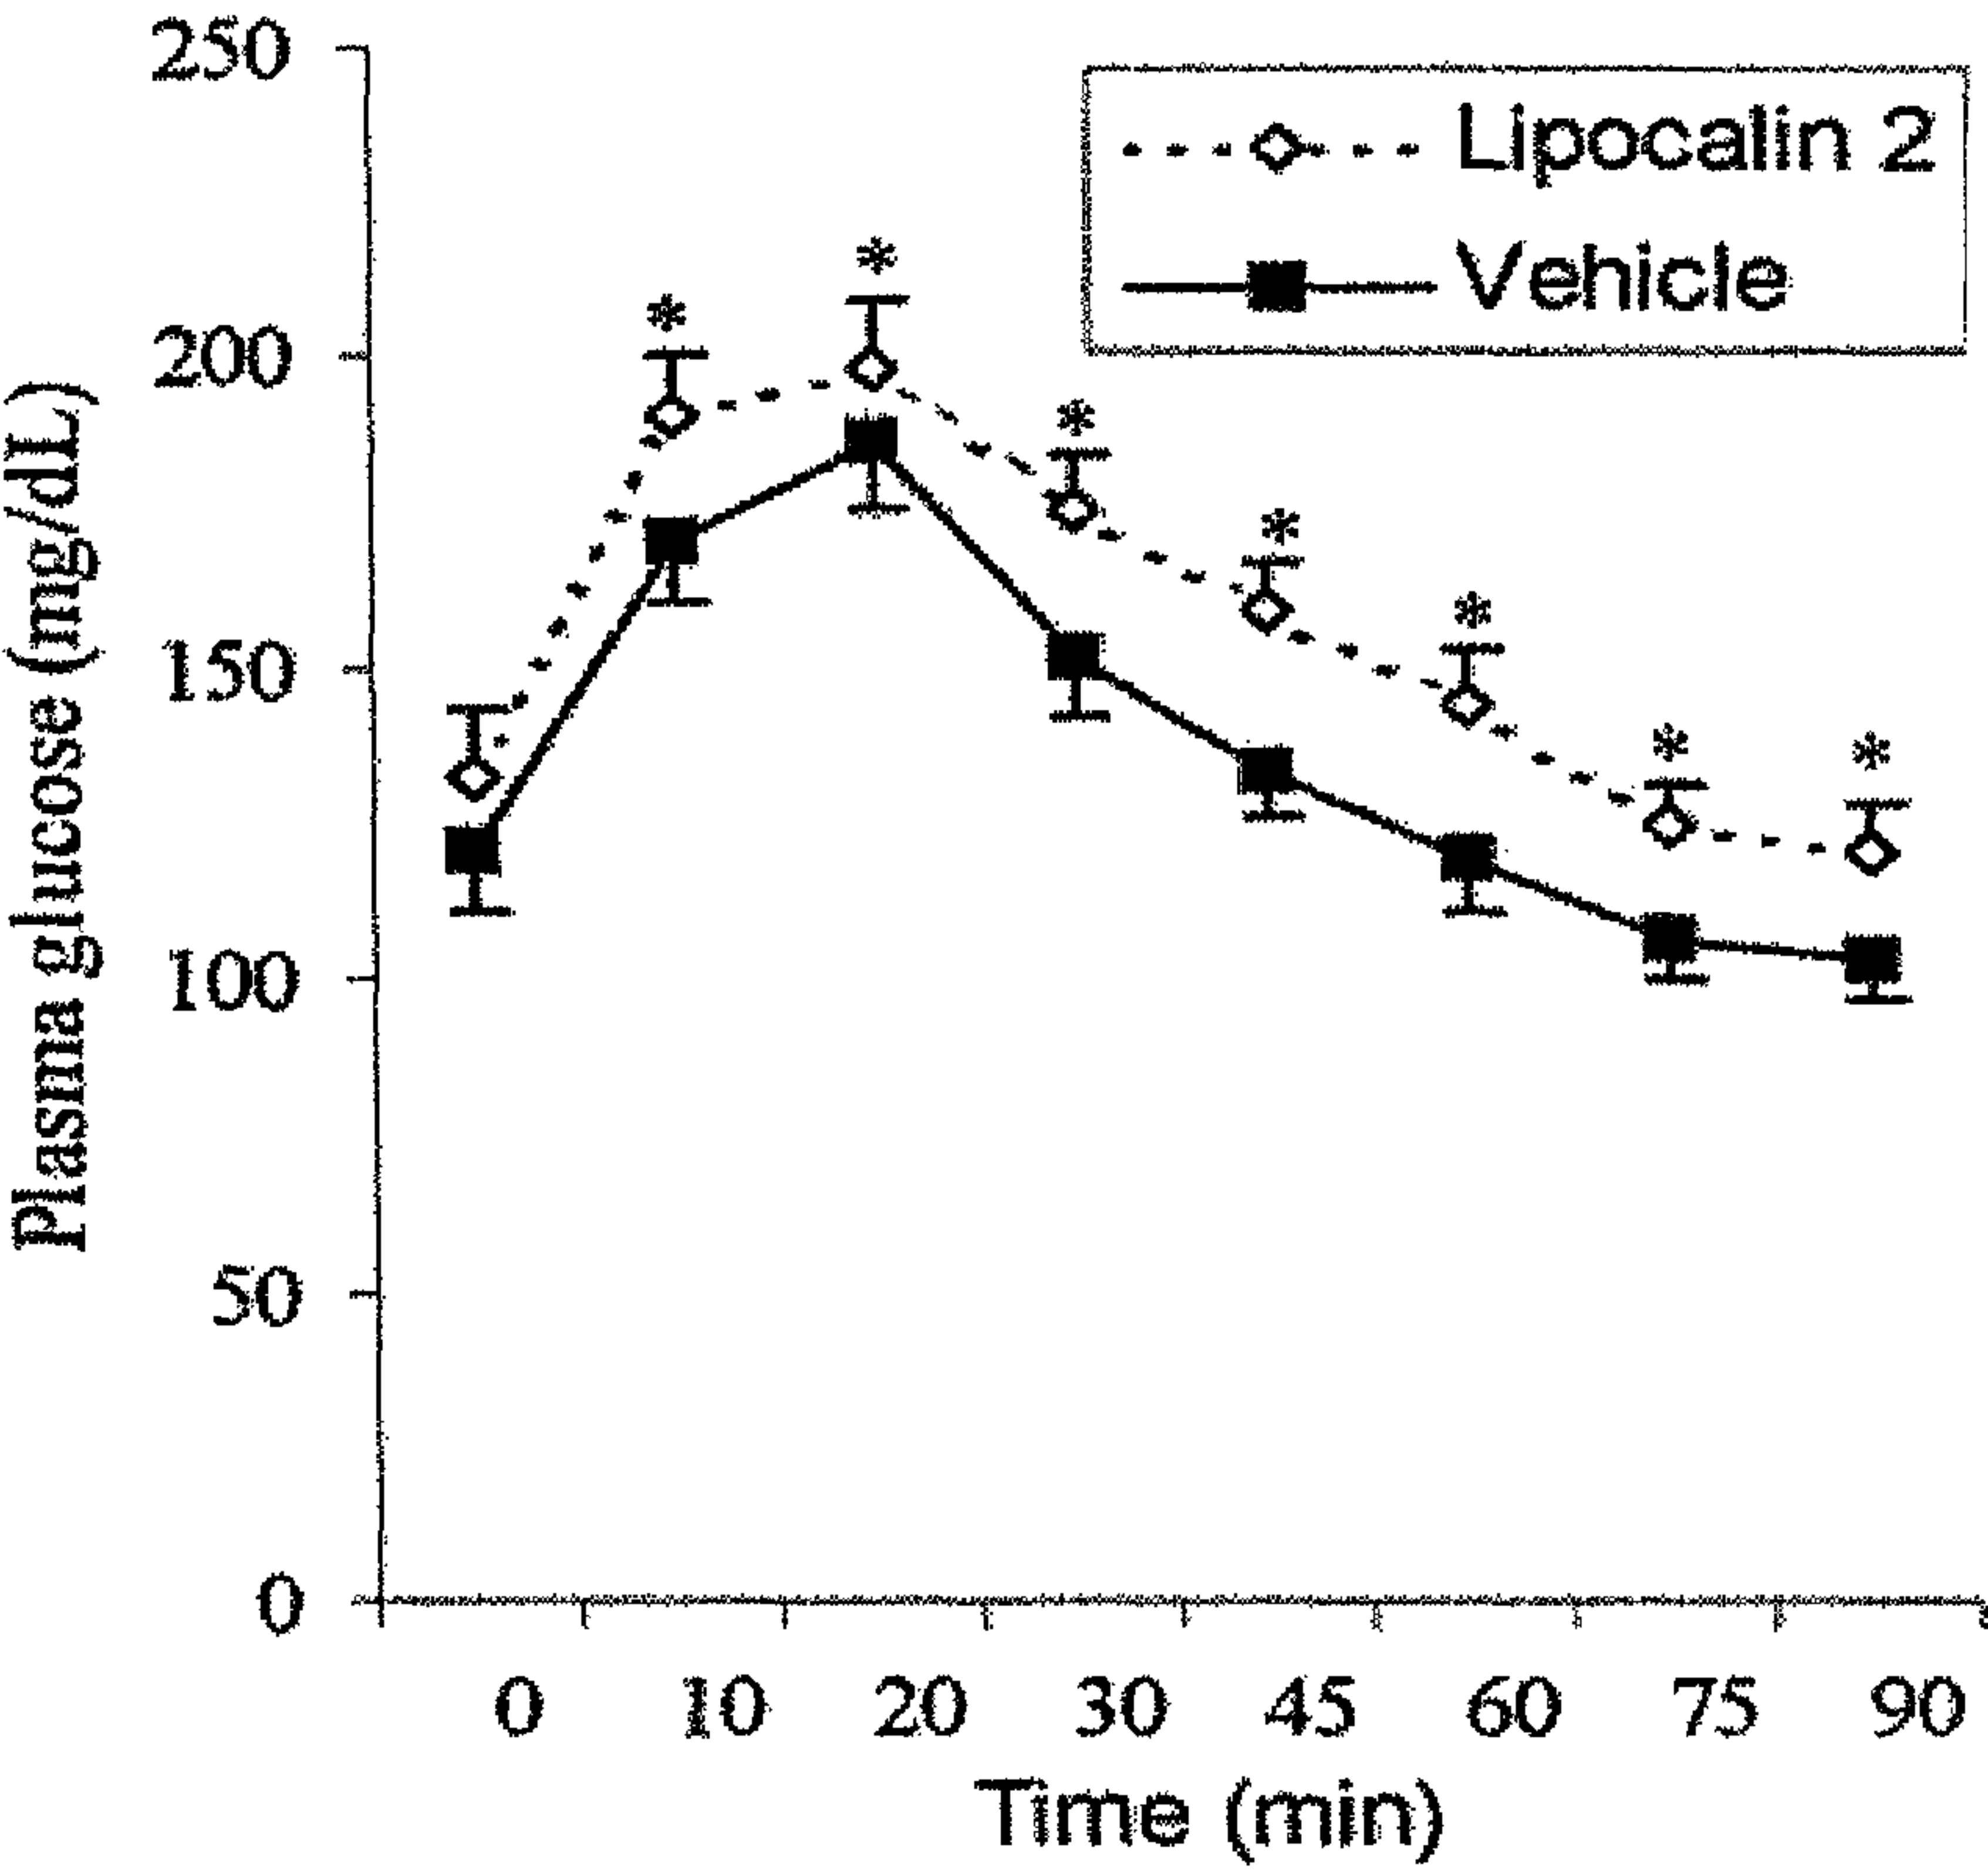 250
200
150
100
50
0
Plasma glucose (mg/dL)
Lipocalin 2
Vehicle
*
*
*
*
*
*
*
0 10 20 30 45 60 75 90
Time (min)